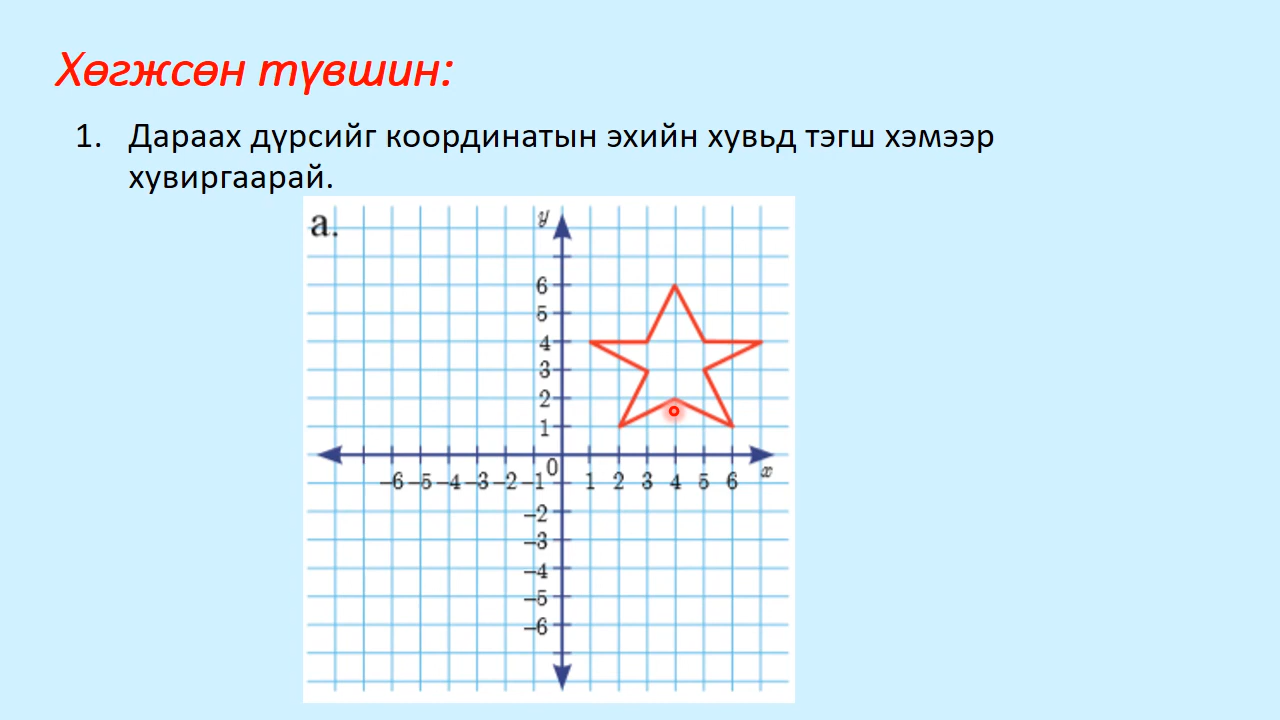 Хөгжсөн түвшин:
1. Дараах дүрсийг координатын эхийн хувьд тэгш хэмээр
хувиргаарай.
a.
y
6
5
4
3
2
1
0
x
–6 –5 –4 –3 –2 –1 1 2 3 4 5 6
–2
–3
–4
–5
–6